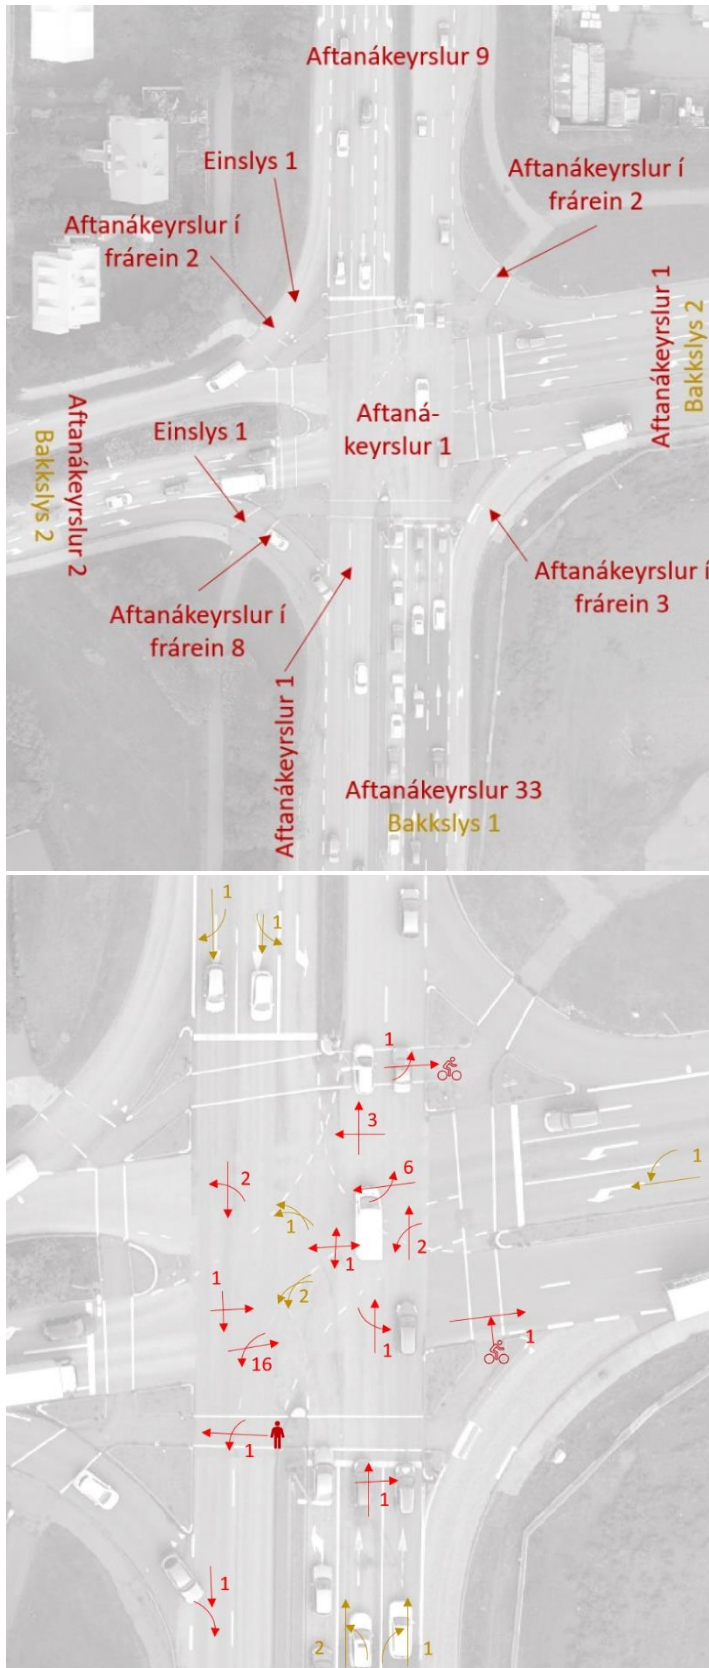 Aftanákeyrslur 9
Einslys 1
Aftanákeyrslur í
frárein 2
Aftanákeyrslur í
frárein 2
Aftanákeyrslur 1
Bakkslys 2
Aftaná-
keyrslur 1
Einslys 1
Aftanákeyrslur 2
Bakkslys 2
Aftanákeyrslur í
frárein 8
Aftanákeyrslur í
frárein 3
Aftanákeyrslur 1
Aftanákeyrslur 33
Bakkslys 1
1
1
1
3
6
1
2
1
1
2
2
1
1
1
16
1
1
1
2
1